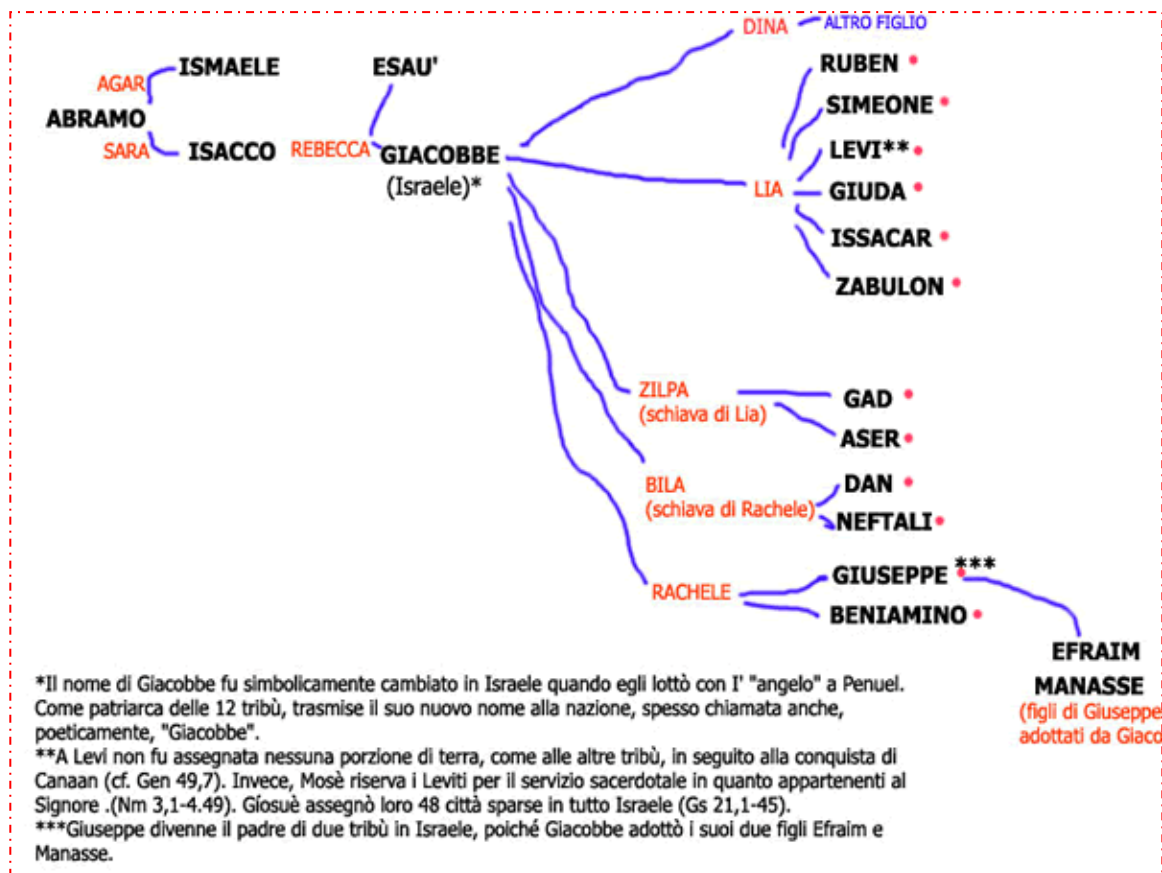 DINA
ALTRO FIGLIO
ISMAELE
ESAU'
RUBEN
AGAR
SIMEONE
ABRAMO
LEVI**
SARA
ISACCO
REBECCA
GIACOBBE
(Israele)*
LIA
GIUDA
ISSACAR
ZABULON
ZILPA
(schiava di Lia)
GAD
ASER
BILA
(schiava di Rachele)
DAN
NEFTALI
RACHELE
GIUSEPPE ***
BENIAMINO
EFRAIM
MANASSE
(figli di Giuseppe
adottati da Giaco
*Il nome di Giacobbe fu simbolicamente cambiato in Israele quando egli lottò con I' "angelo" a Penuel.
Come patriarca delle 12 tribù, trasmise il suo nuovo nome alla nazione, spesso chiamata anche,
poeticamente, "Giacobbe".
**A Levi non fu assegnata nessuna porzione di terra, come alle altre tribù, in seguito alla conquista di
Canaan (cf. Gen 49,7). Invece, Mosè riserva i Leviti per il servizio sacerdotale in quanto appartenenti al
Signore .(Nm 3,1-4.49). Gíosuè assegnò loro 48 città sparse in tutto Israele (Gs 21,1-45).
***Giuseppe divenne il padre di due tribù in Israele, poiché Giacobbe adottò i suoi due figli Efraim e
Manasse.